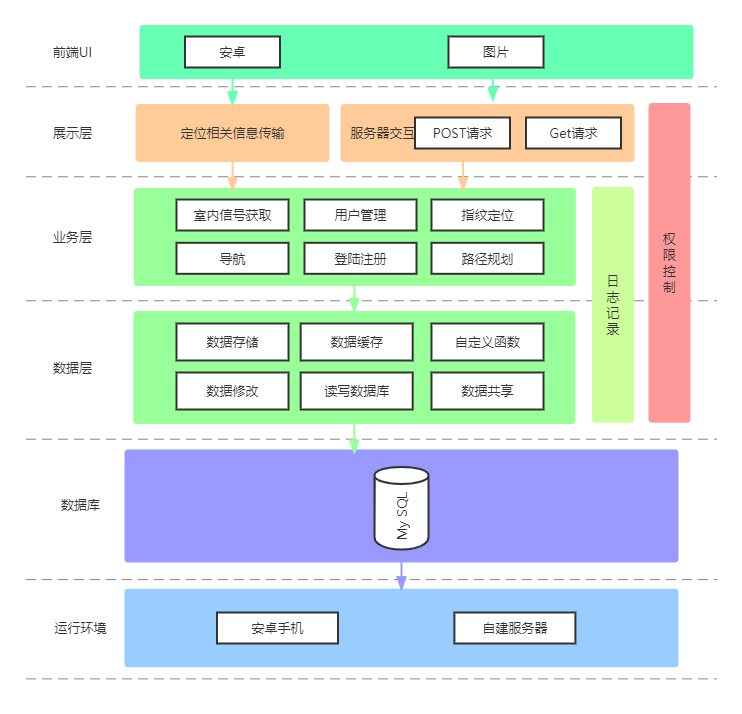 前端UI
安卓
图片
展示层
定位相关信息传输
服务器交互
POST请求
Get请求
业务层
室内信号获取
用户管理
指纹定位
导航
登陆注册
路径规划
日志记录
权限控制
数据层
数据存储
数据缓存
自定义函数
数据修改
读写数据库
数据共享
数据库
My SQL
运行环境
安卓手机
自建服务器